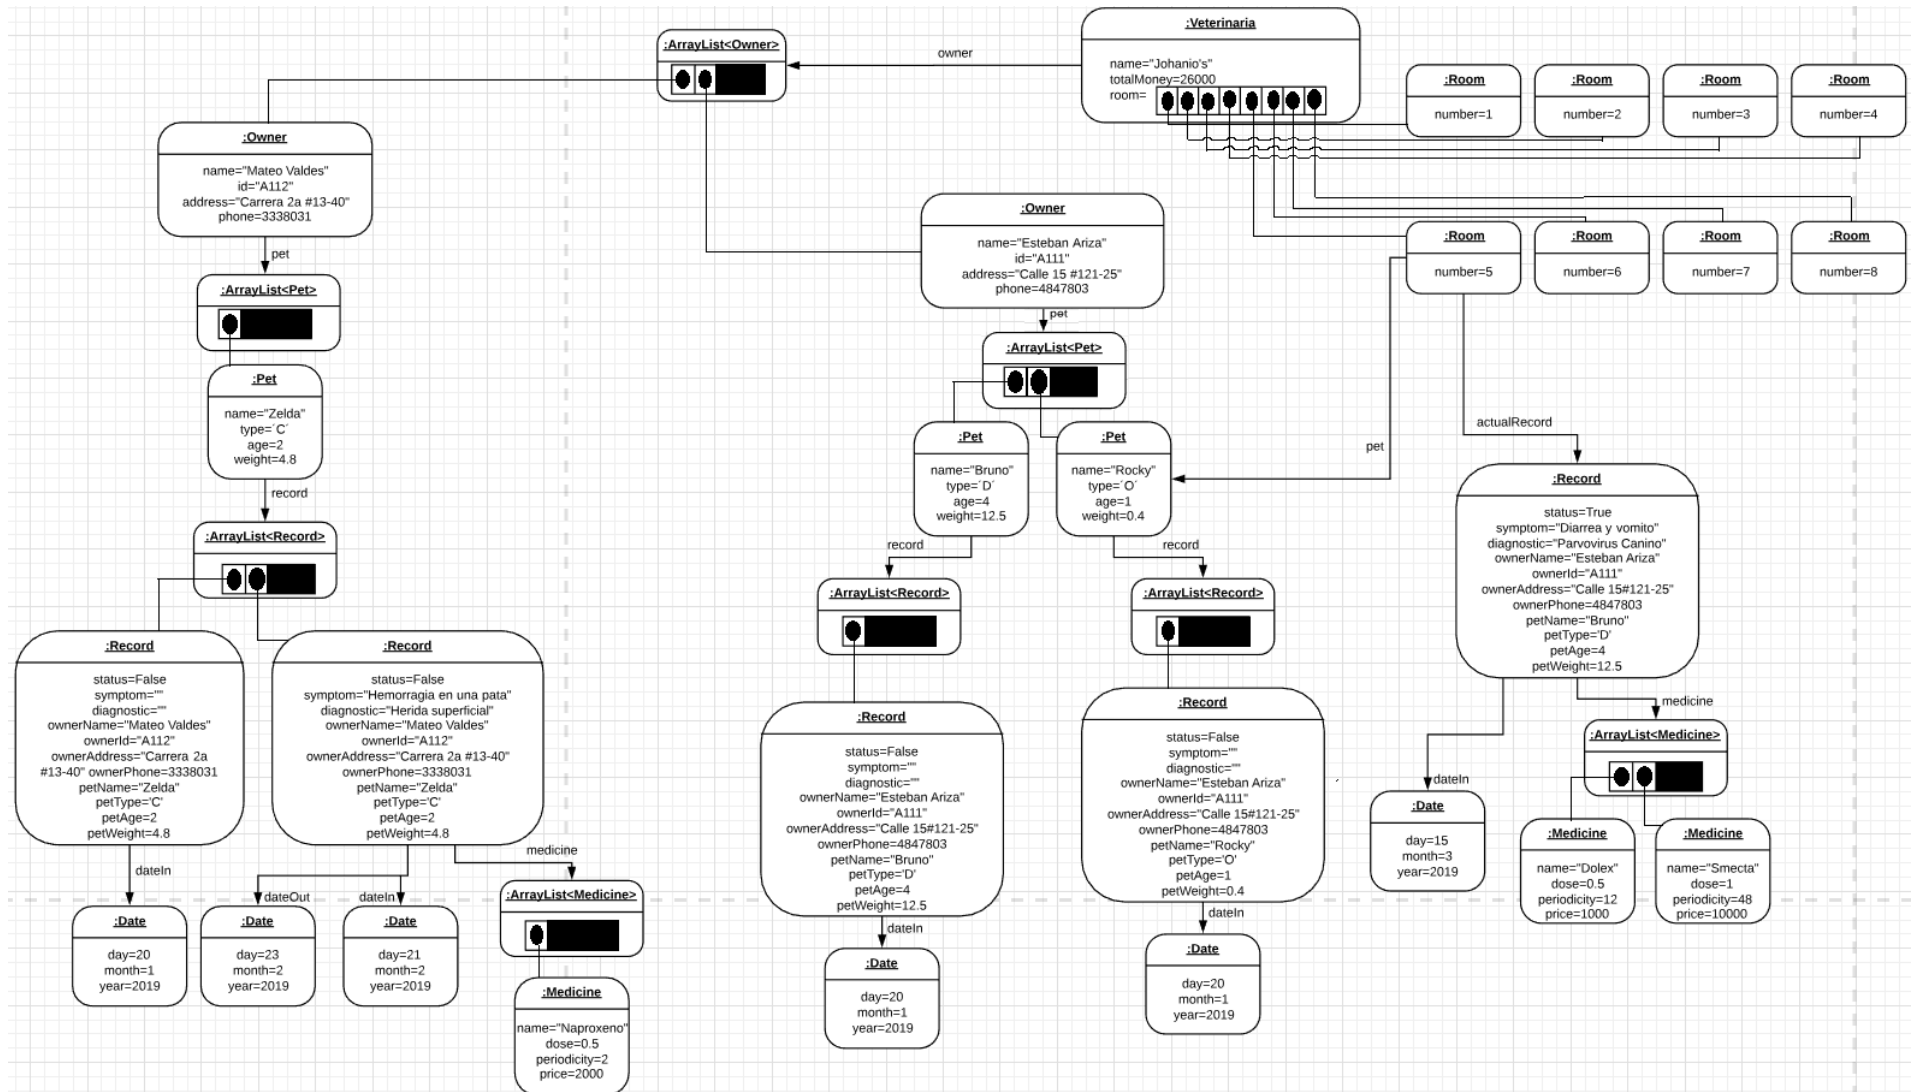 :Veterinaria
name="Johanio's"
totalMoney=26000
room=
owner
:ArrayList<Owner>
:Room
number=1
:Room
number=2
:Room
number=3
:Room
number=4
:Room
number=5
:Room
number=6
:Room
number=7
:Room
number=8
:Owner
name="Mateo Valdes"
id="A112"
address="Carrera 2a #13-40"
phone=3338031
pet
:ArrayList<Pet>
:Pet
name="Zelda"
type=´C´
age=2
weight=4.8
record
:ArrayList<Record>
:Record
status=False
symptom=""
diagnostic=""
ownerName="Mateo Valdes"
ownerId="A112"
ownerAddress="Carrera 2a
#13-40" ownerPhone=3338031
petName="Zelda"
petType='C'
petAge=2
petWeight=4.8
dateIn
:Date
day=20
month=1
year=2019
:Record
status=False
symptom="Hemorragia en una pata"
diagnostic="Herida superficial"
ownerName="Mateo Valdes"
ownerId="A112"
ownerAddress="Carrera 2a #13-40"
ownerPhone=3338031
petName="Zelda"
petType='C'
petAge=2
petWeight=4.8
dateOut
:Date
day=23
month=2
year=2019
dateIn
:Date
day=21
month=2
year=2019
medicine
:ArrayList<Medicine>
:Medicine
name="Naproxeno"
dose=0.5
periodicity=2
price=2000
:Owner
name="Esteban Ariza"
id="A111"
address="Calle 15 #121-25"
phone=4847803
pet
:ArrayList<Pet>
:Pet
name="Bruno"
type=´D´
age=4
weight=12.5
record
:ArrayList<Record>
:Record
status=False
symptom=""
diagnostic=""
ownerName="Esteban Ariza"
ownerId="A111"
ownerAddress="Calle 15#121-25"
ownerPhone=4847803
petName="Bruno"
petType='D'
petAge=4
petWeight=12.5
dateIn
:Date
day=20
month=1
year=2019
:Pet
name="Rocky"
type=´O´
age=1
weight=0.4
record
:ArrayList<Record>
:Record
status=False
symptom=""
diagnostic=""
ownerName="Esteban Ariza"
ownerId="A111"
ownerAddress="Calle 15#121-25"
ownerPhone=4847803
petName="Rocky"
petType='O'
petAge=1
petWeight=0.4
dateIn
:Date
day=20
month=1
year=2019
pet
actualRecord
:Record
status=True
symptom="Diarrea y vomito"
diagnostic="Parvovirus Canino"
ownerName="Esteban Ariza"
ownerId="A111"
ownerAddress="Calle 15#121-25"
ownerPhone=4847803
petName="Bruno"
petType='D'
petAge=4
petWeight=12.5
dateIn
:Date
day=15
month=3
year=2019
medicine
:ArrayList<Medicine>
:Medicine
name="Dolex"
dose=0.5
periodicity=12
price=1000
:Medicine
name="Smecta"
dose=1
periodicity=48
price=10000